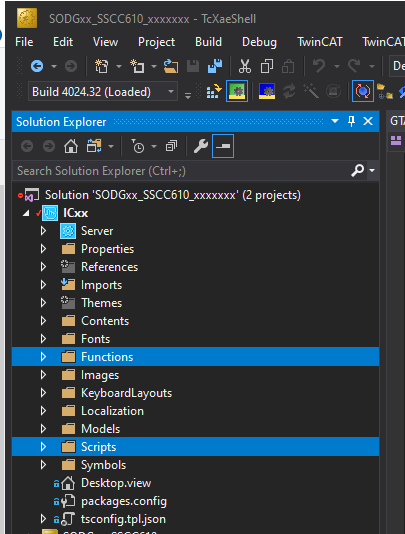 SODGxx_SSCC610_xxxxxxx - TcXaeShell
File Edit View Project Build Debug TwinCAT TwinCA
Build 4024.32 (Loaded)
Solution Explorer
GTA
Search Solution Explorer (Ctrl+;)
Solution 'SODGxx_SSCC610_xxxxxxx' (2 projects)
ICxx
Server
Properties
References
Imports
Themes
Contents
Fonts
Functions
Images
KeyboardLayouts
Localization
Models
Scripts
Symbols
Desktop.view
packages.config
tsconfig.tpl.json